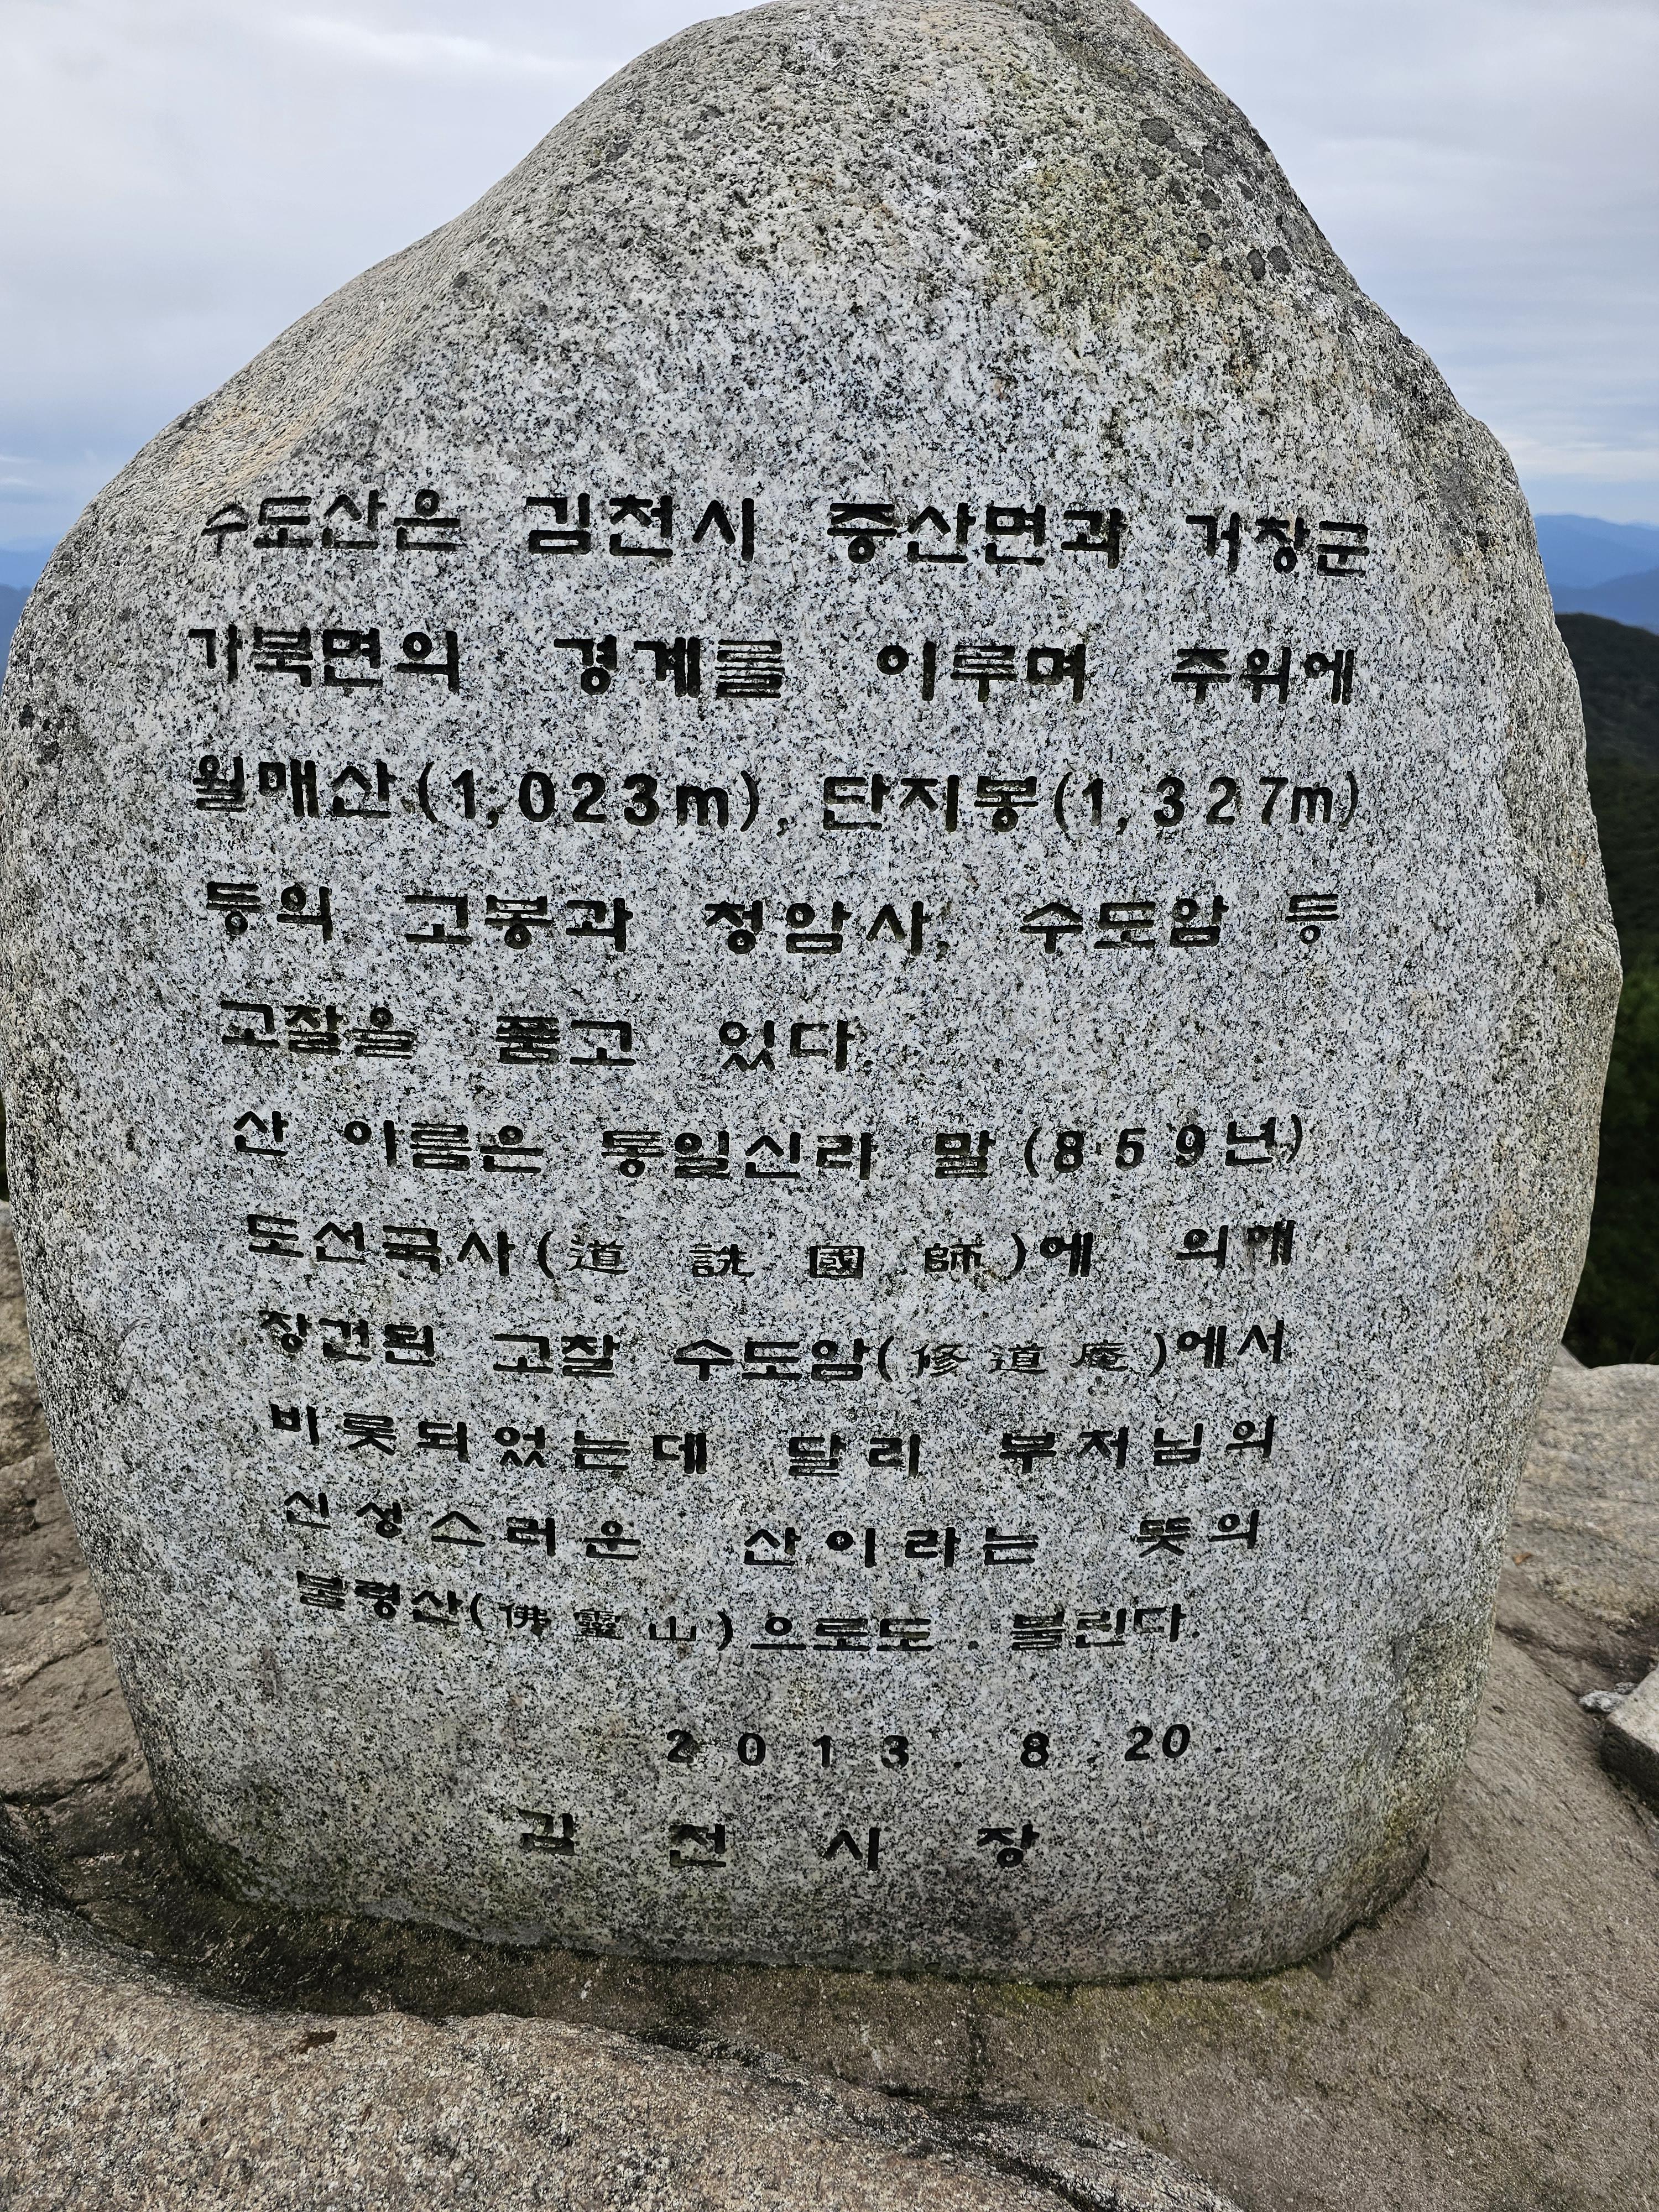 수도산은 김천시 증산면과 거창군
가북면의 경계를 이루며 주위에
월매산(1,023m), 단지봉(1,327m)
등의 고봉과 청암사, 수도암 등
고찰을 품고 있다.
산 이름은 통일신라 말(859년)
도선국사(道詵國師)에 의해
창건된 고찰 수도암(修道庵)에서
비롯되었는데 달리 부처님의
신성스러운 산이라는 뜻의
불령산(佛靈山)으로도 불린다.
2013. 8. 20
김천시장